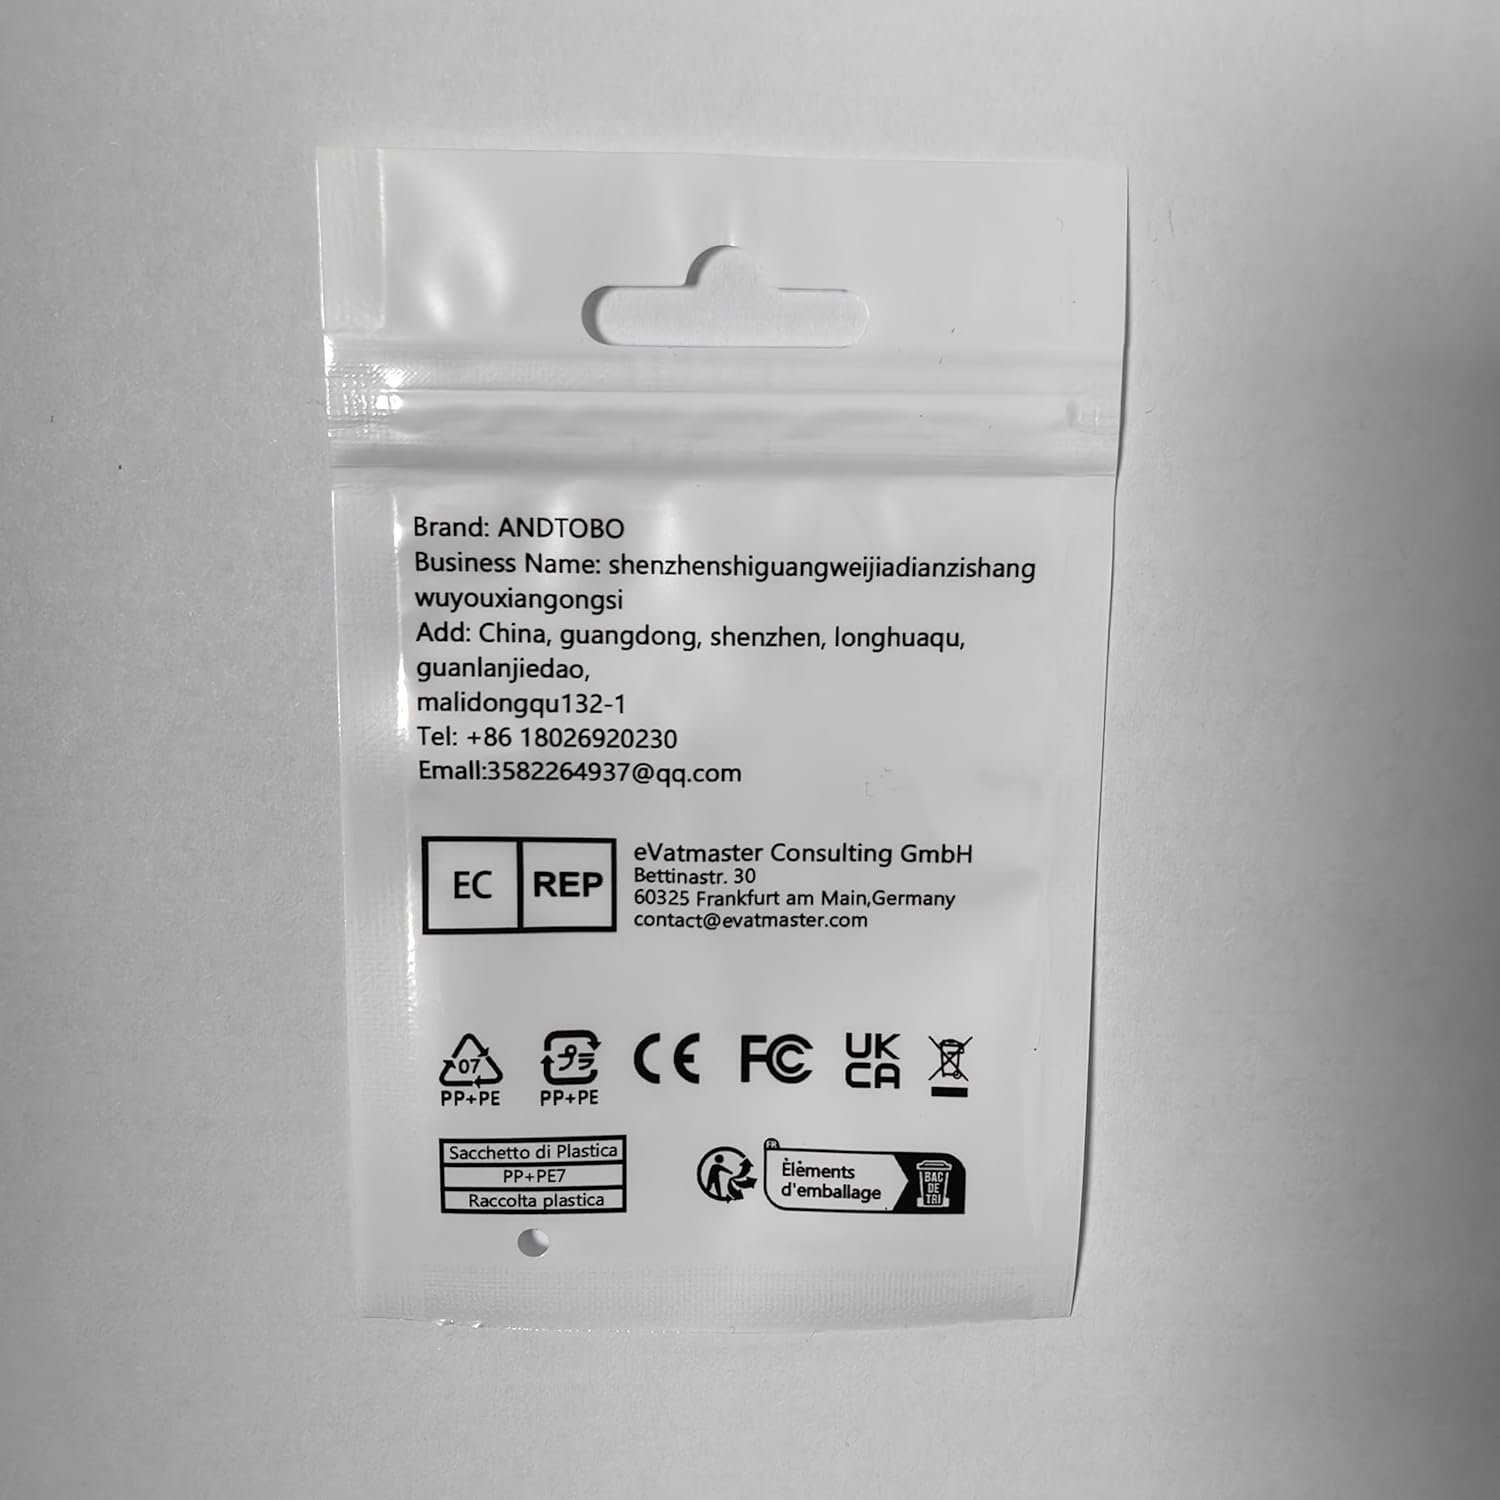 Brand: ANDTOBO
Business Name: shenzhenshiguangweijiadianzishang
wuyouxiangongsi
Add: China, guangdong, shenzhen, longhuaqu,
guanlanjiedao,
malidongqu132-1
Tel: +86 18026920230
Emall:3582264937@qq.com
EC REP
eVatmaster Consulting GmbH
Bettinastr. 30
60325 Frankfurt am Main,Germany
contact@evatmaster.com
07
PP+PE
プラ
PP+PE
CE
FC
UK
CA
Sacchetto di Plastica
PP+PE7
Raccolta plastica
FR
Èlèments
d'emballage
BAC
DE
TRI